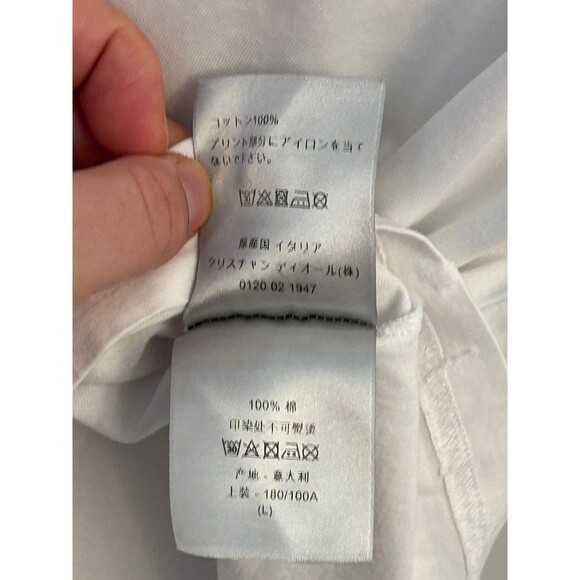 コットン100%
プリント部分にアイロンを当て
ないで下さい。
原産国 イタリア
クリスチャン ディオール(株)
0120 02 1947
100% 棉
印染处不可熨烫
产地 - 意大利
上装 - 180/100A
(L)